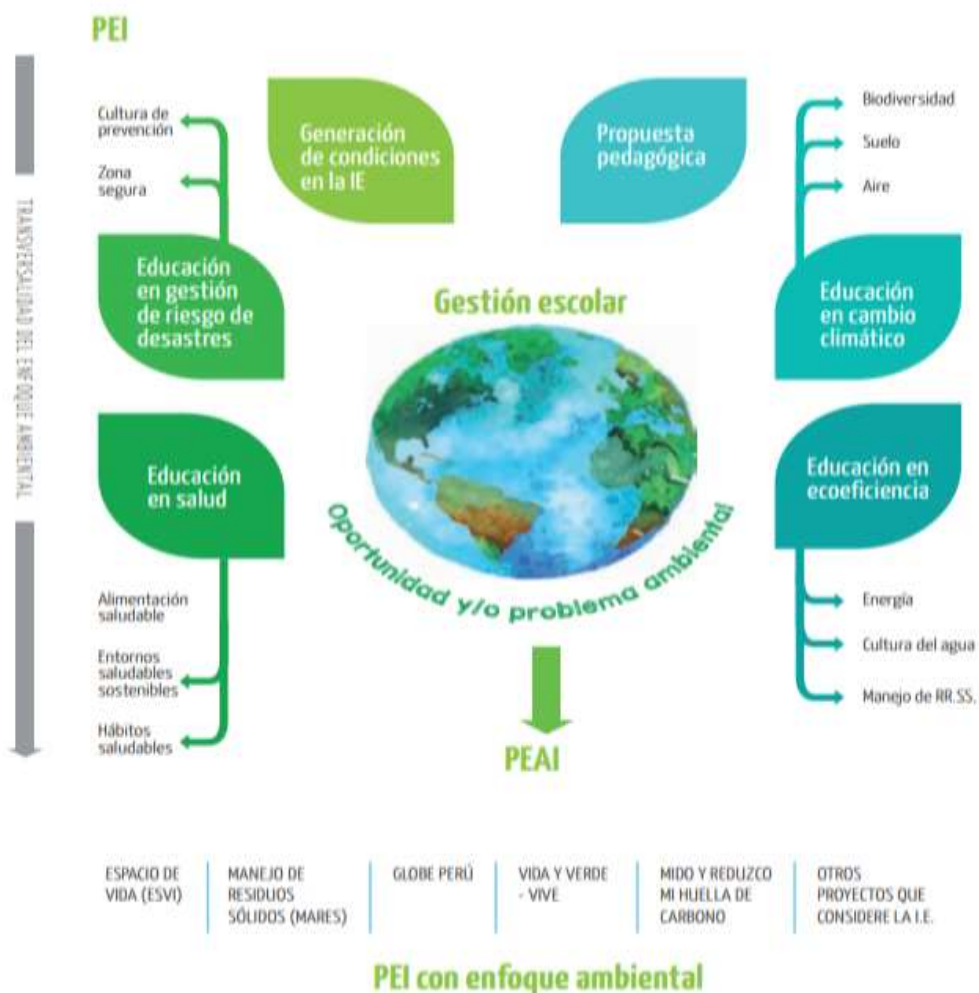 PEI
TRANSVERSALIDAD DEL ENFOQUE AMBIENTAL
Cultura de
prevención
Zona
segura
Generación
de condiciones
en la IE
Propuesta
pedagógica
Biodiversidad
Suelo
Aire
Educación
en gestión
de riesgo de
desastres
Gestión escolar
Educación
en cambio
climático
Educación
en salud
Educación en
ecoeficiencia
Oportunidad y/o problema ambiental
Alimentación
saludable
Entornos
saludables
sostenibles
Hábitos
saludables
Energía
Cultura del agua
Manejo de RR.SS.
PEAI
ESPACIO DE
VIDA (ESVI)
MANEJO DE
RESIDUOS
SÓLIDOS (MARES)
GLOBE PERÚ
VIDA Y VERDE
- VIVE
MIDO Y REDUZCO
MI HUELLA DE
CARBONO
OTROS
PROYECTOS QUE
CONSIDERE LA I.E.
PEI con enfoque ambiental